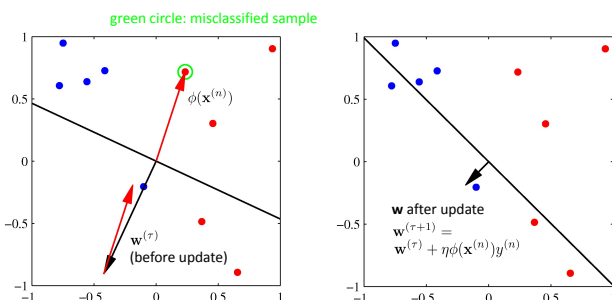 green circle: misclassified sample
1
0.5
0
−0.5
−1
−1
−0.5
0
0.5
1
ϕ(x⁽ⁿ⁾)
w⁽τ⁾
(before update)
1
0.5
0
−0.5
−1
−1
−0.5
0
0.5
1
w after update
w⁽τ⁺¹⁾ =
w⁽τ⁾ + ηϕ(x⁽ⁿ⁾)y⁽ⁿ⁾